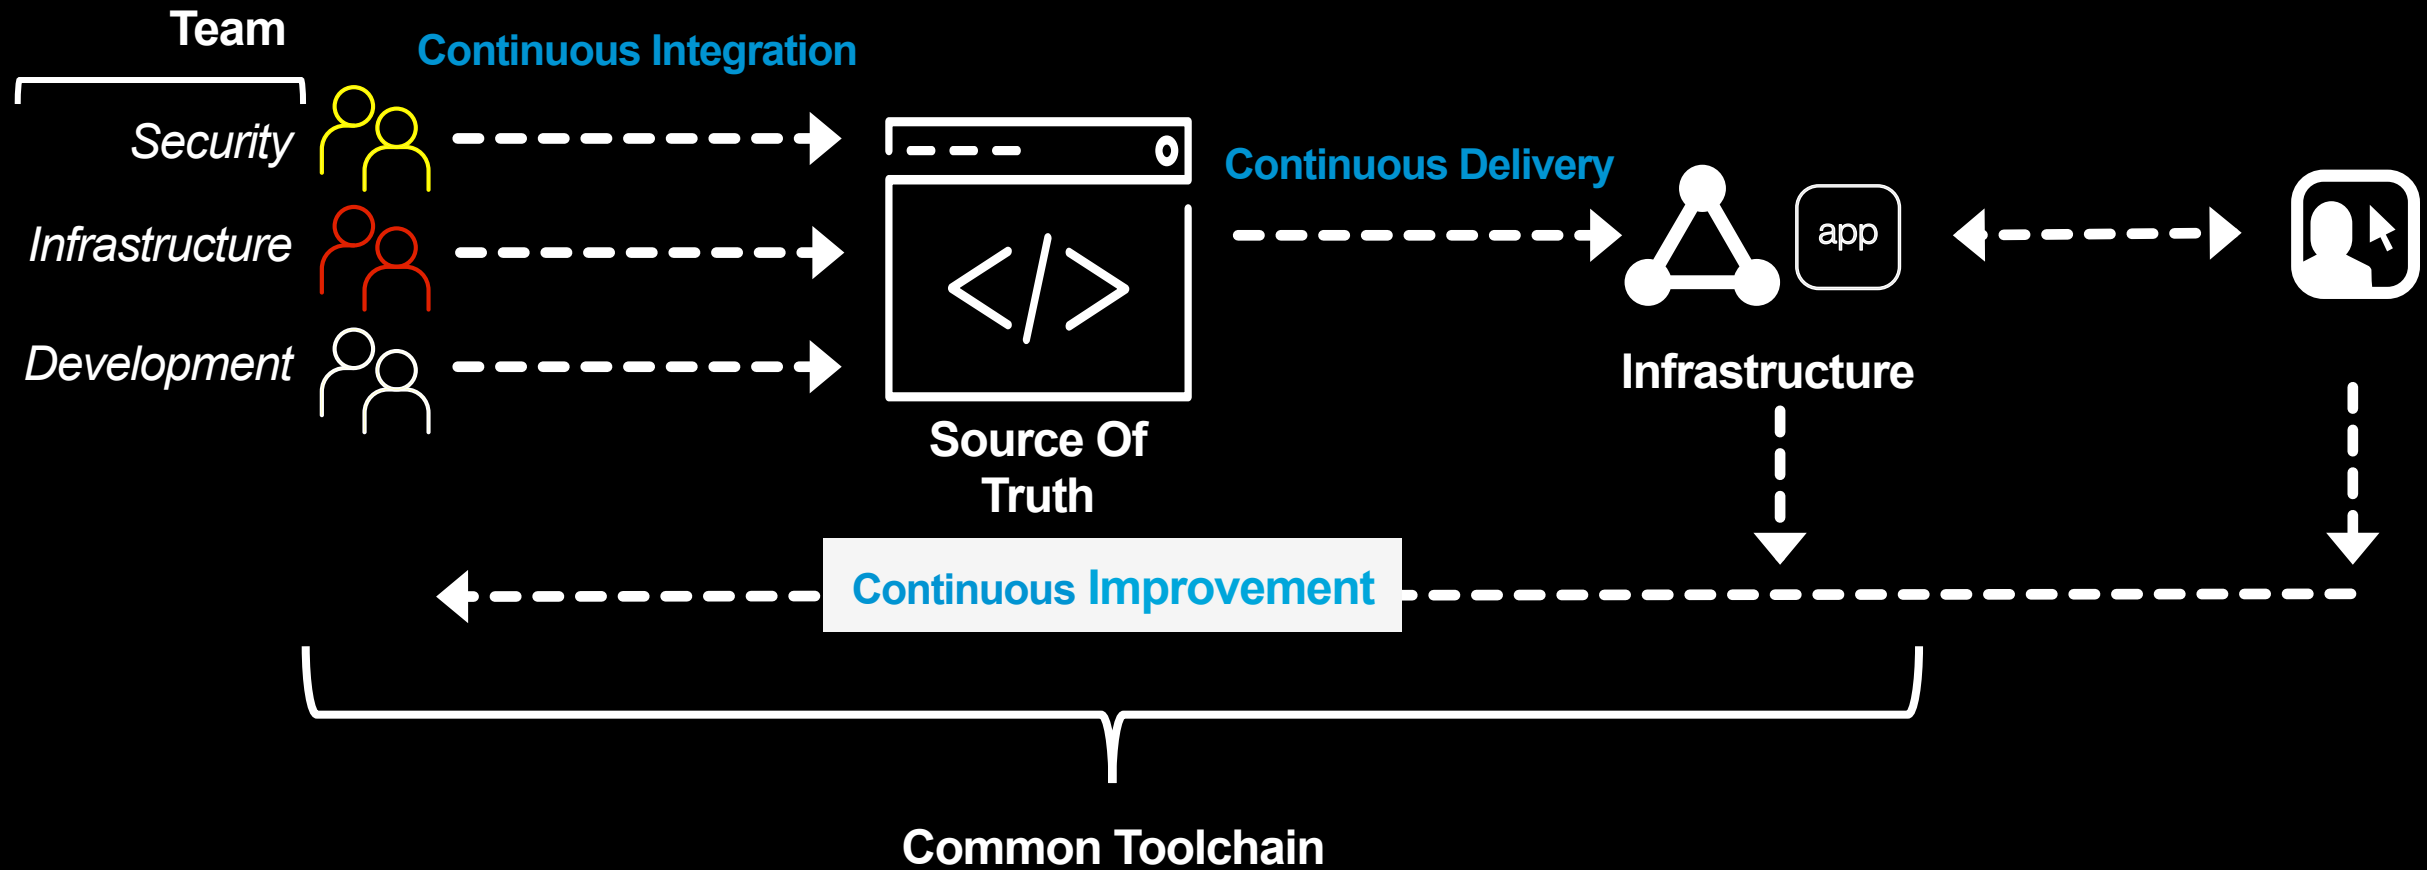 Team
Continuous Integration
Security
Infrastructure
Development
</>
Source Of
Truth
Continuous Delivery
app
Infrastructure
Continuous Improvement
Common Toolchain